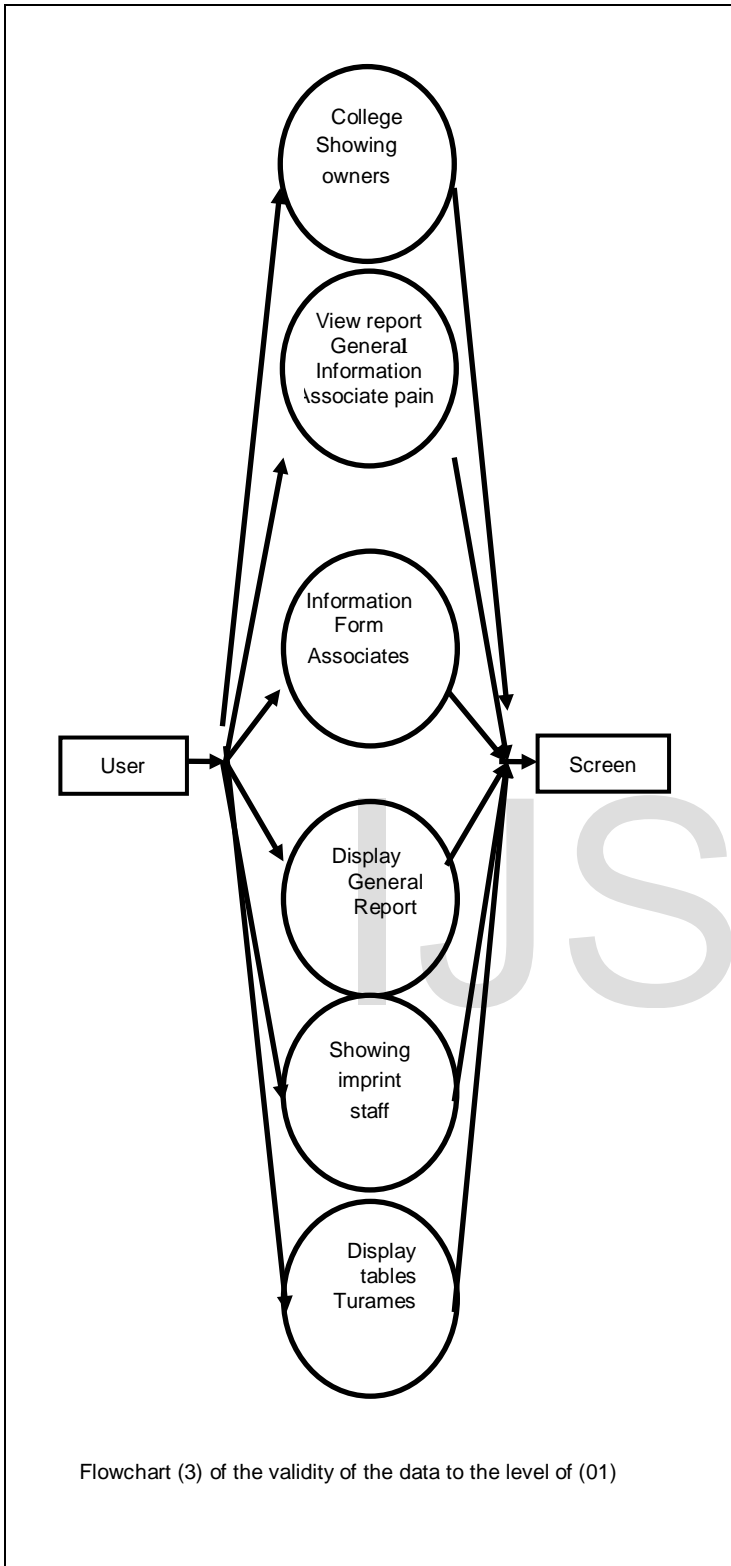 College
Showing
owners
View report
General
Information
Associate pain
Information
Form
Associates
User
Screen
Display
General
Report
IJS
Showing
imprint
staff
Display
tables
Turames
Flowchart (3) of the validity of the data to the level of (01)